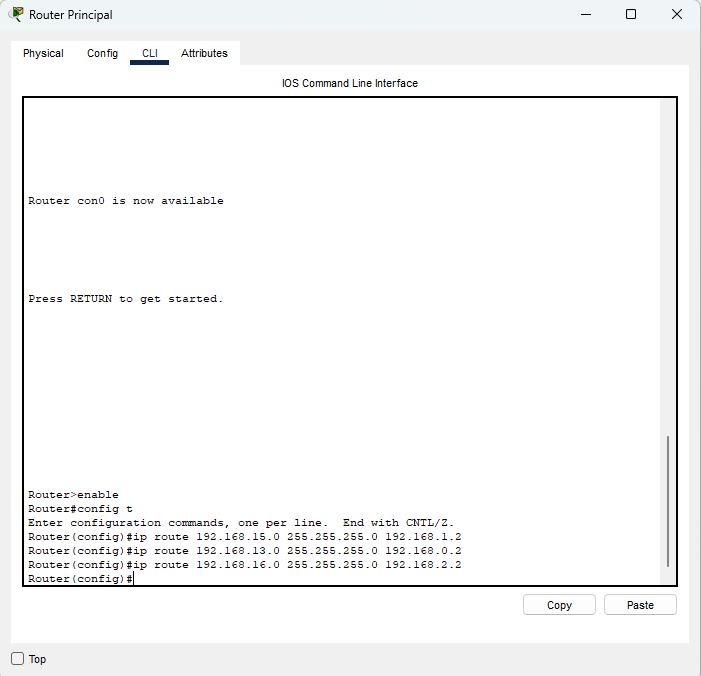 Router Principal
Physical Config CLI Attributes
IOS Command Line Interface
Router con0 is now available
Press RETURN to get started.
Router>enable
Router#config t
Enter configuration commands, one per line.  End with CNTL/Z.
Router(config)#ip route 192.168.15.0 255.255.255.0 192.168.1.2
Router(config)#ip route 192.168.13.0 255.255.255.0 192.168.0.2
Router(config)#ip route 192.168.16.0 255.255.255.0 192.168.2.2
Router(config)#
Copy Paste
Top